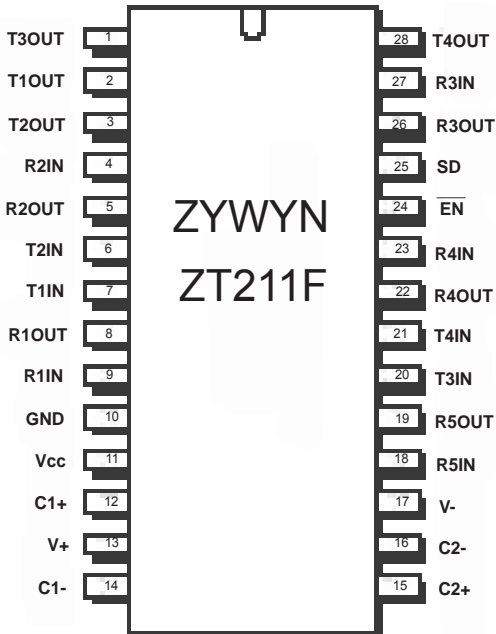 T3OUT 1 28 T4OUT
T1OUT 2 27 R3IN
T2OUT 3 26 R3OUT
R2IN 4 25 SD
R2OUT 5 24 E̅N̅
T2IN 6 23 R4IN
T1IN 7 22 R4OUT
R1OUT 8 21 T4IN
R1IN 9 20 T3IN
GND 10 19 R5OUT
Vcc 11 18 R5IN
C1+ 12 17 V-
V+ 13 16 C2-
C1- 14 15 C2+
ZYWYN
ZT211F